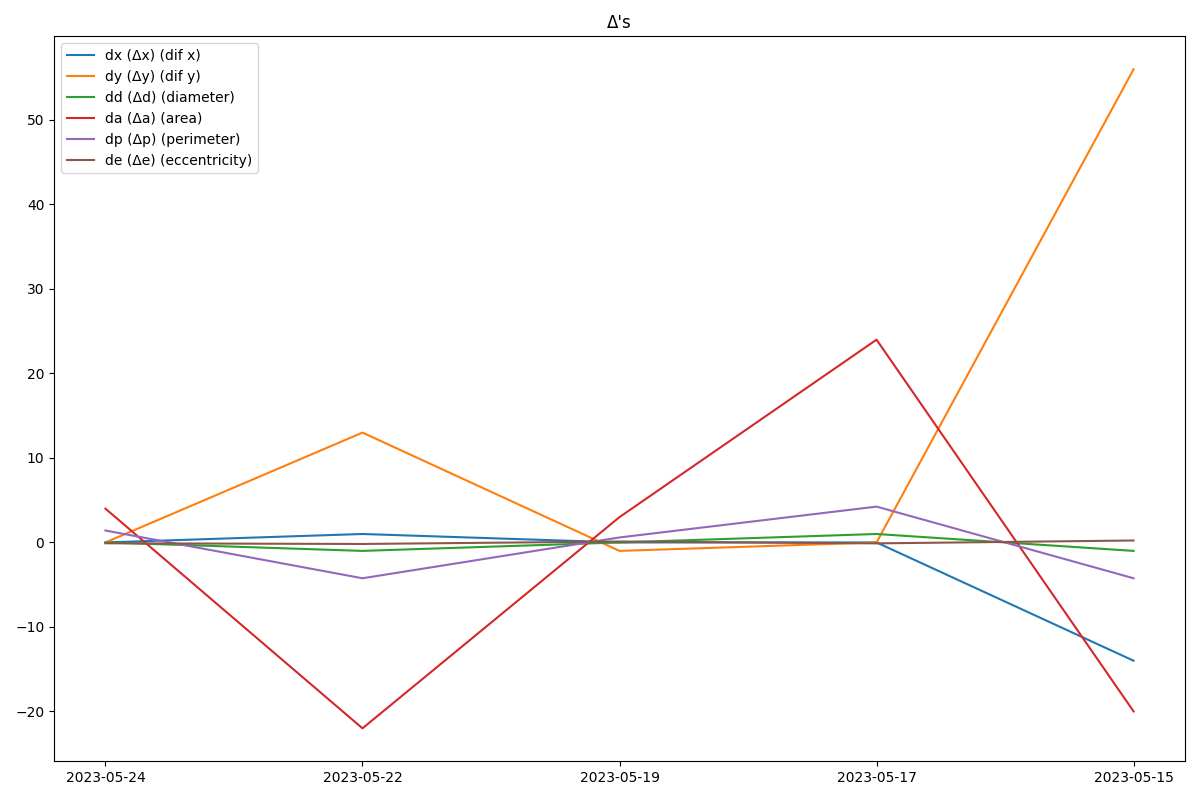 Δ's
dx (Δx) (dif x)
dy (Δy) (dif y)
dd (Δd) (diameter)
da (Δa) (area)
dp (Δp) (perimeter)
de (Δe) (eccentricity)
50
40
30
20
10
0
−10
−20
2023-05-24 2023-05-22 2023-05-19 2023-05-17 2023-05-15